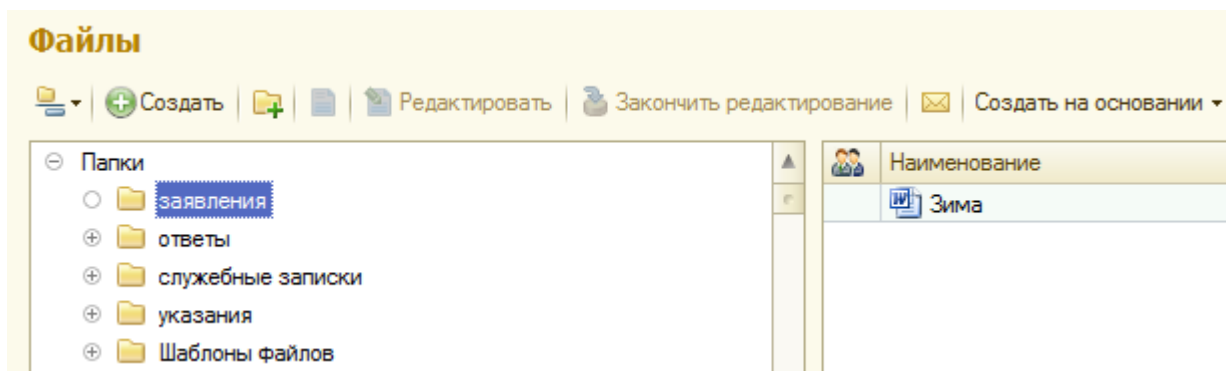 Файлы
Создать Редактировать Закончить редактирование Создать на основании
Папки Наименование
заявления Зима
ответы
служебные записки
указания
Шаблоны файлов